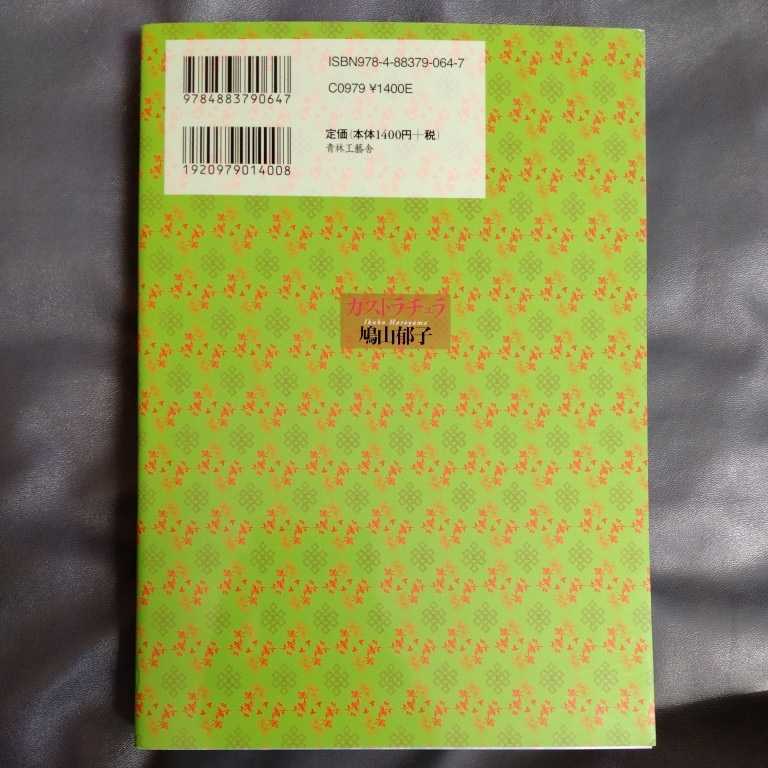 ISBN978-4-88379-064-7
C0979 ¥1400E
9784883790647
定価(本体1400円+税)
青林工藝舎
1920979014008
カストラチュラ
Ikuko Hatoyama
鳩山郁子